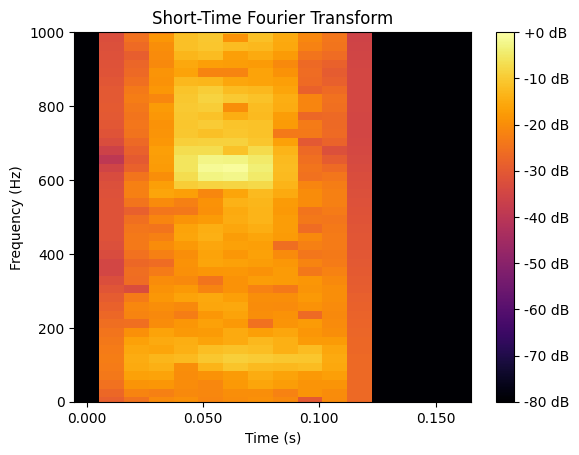 Short-Time Fourier Transform
1000
800
600
400
200
0
Frequency (Hz)
0.000
0.050
0.100
0.150
Time (s)
+0 dB
-10 dB
-20 dB
-30 dB
-40 dB
-50 dB
-60 dB
-70 dB
-80 dB